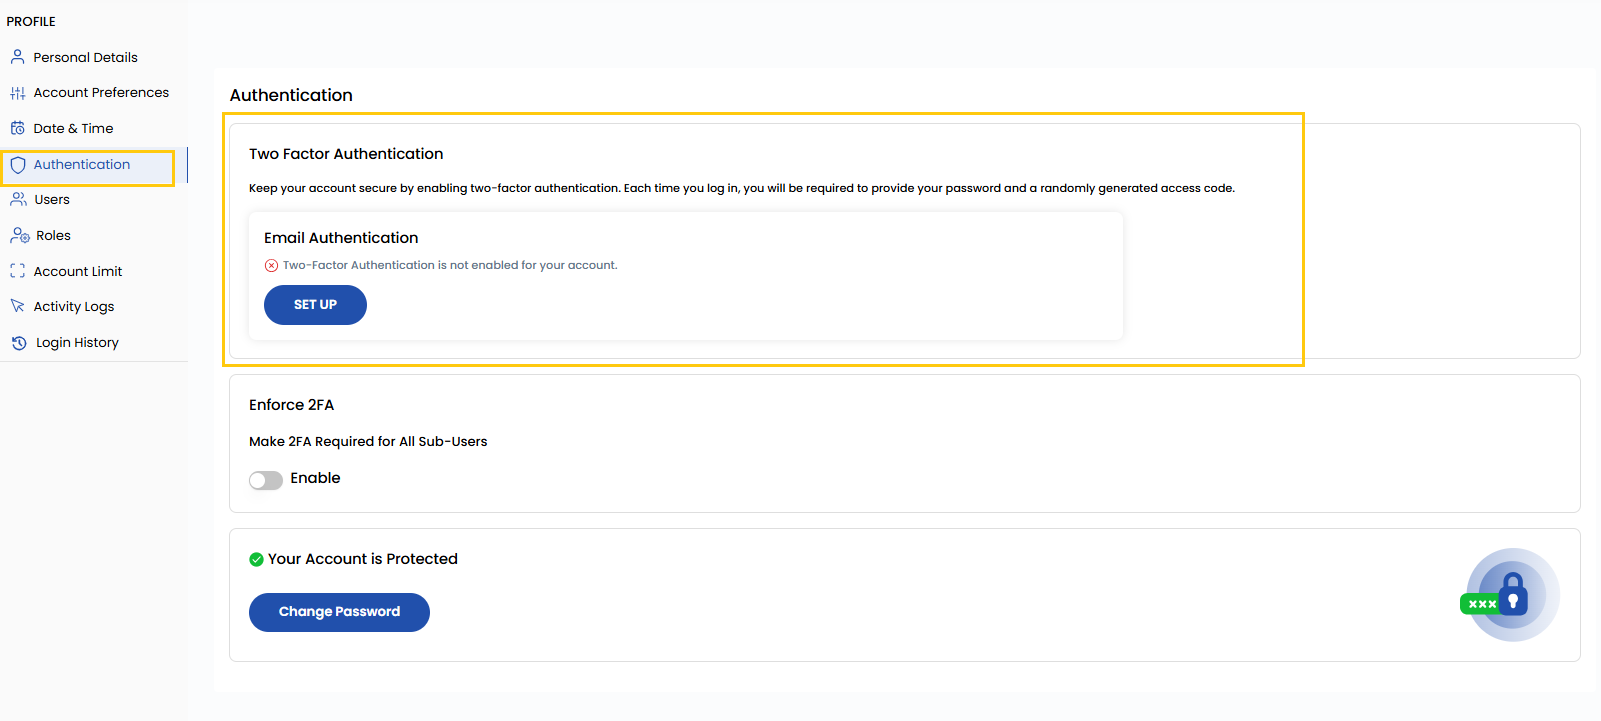 PROFILE
Personal Details
Account Preferences
Date & Time
Authentication
Users
Roles
Account Limit
Activity Logs
Login History
Authentication
Two Factor Authentication
Keep your account secure by enabling two-factor authentication. Each time you log in, you will be required to provide your password and a randomly generated access code.
Email Authentication
Two-Factor Authentication is not enabled for your account.
SET UP
Enforce 2FA
Make 2FA Required for All Sub-Users
Enable
Your Account is Protected
Change Password
xxx